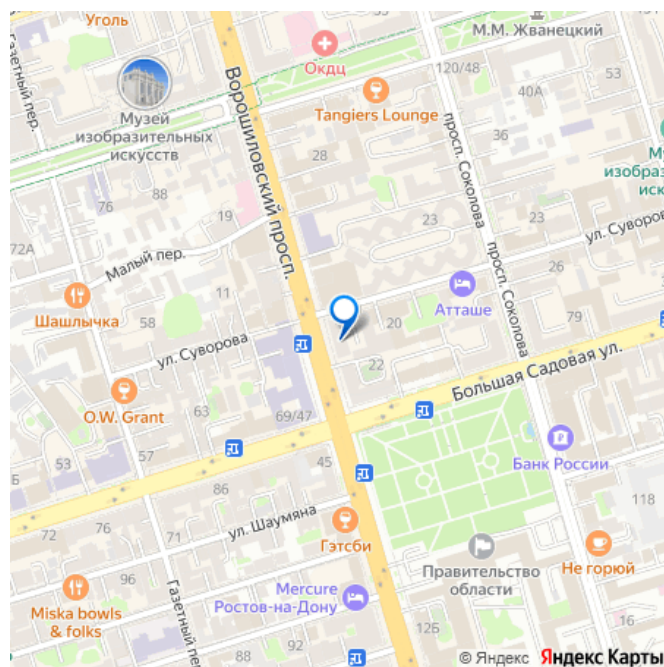 Уголь
М.М. Жванецкий
Газетный пер.
Окдц
120/48
53
40А
Tangiers Lounge
Музей
изобразительных
искусств
Ворошиловский просп.
просп. Соколова
36
28
Му
изобраз
иск
76
88
19
23
23
72А
Малый пер.
ул. Суворова
просп. Соколова
26
11
Атташе
Шашлычка
58
20
79
ул. Суворова
22
Большая Садовая ул.
O.W. Grant
63
69/47
Б
53
57
45
Банк России
86
118
72
76
71
ул. Шаумяна
Гэтсби
Не горюй
96
Правительство
области
Газетный пер.
Miska bowls
& folks
Mercure
Ростов-на-Дону
12Б
16
© Яндекс Яндекс Карты